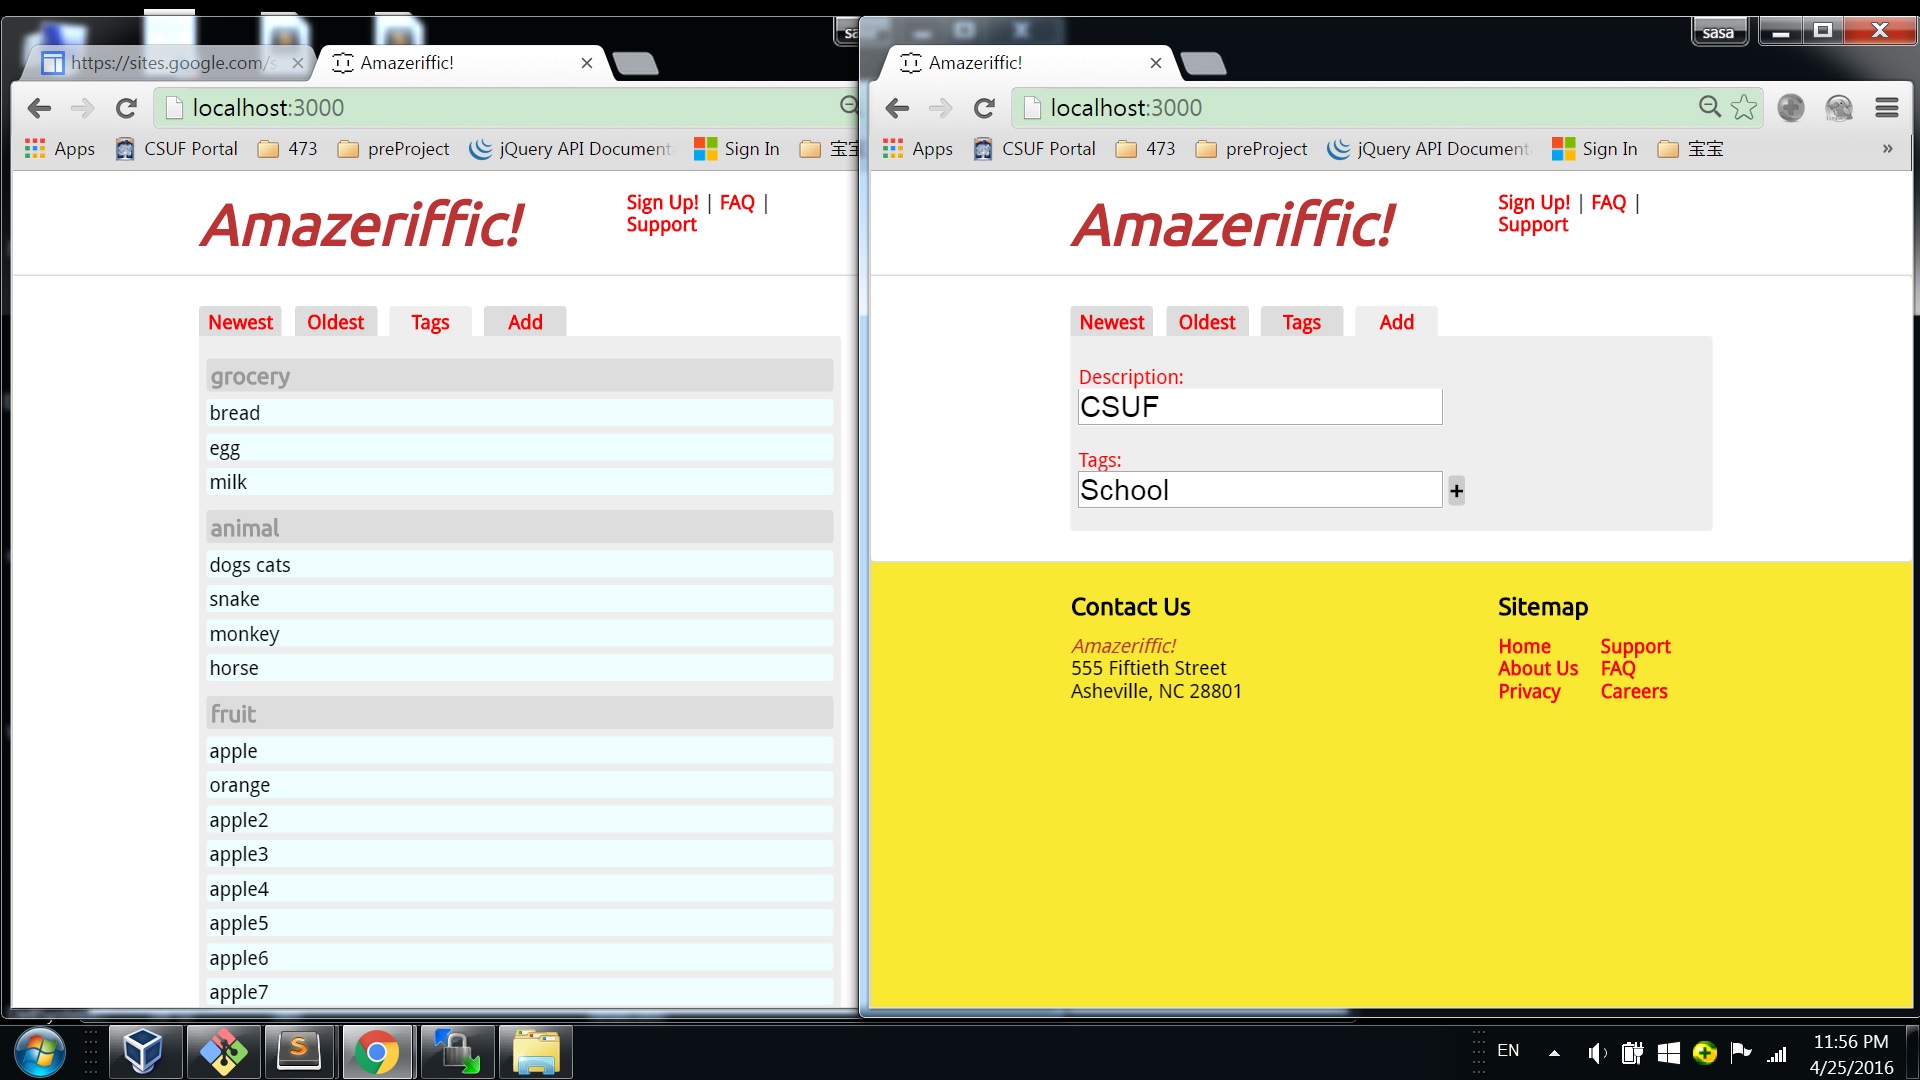 sa
sasa
https://sites.google.com/s
Amazeriffic!
localhost:3000
Apps CSUF Portal 473 preProject jQuery API Document Sign In 宝宝
Amazeriffic!
Sign Up! | FAQ |
Support
Newest Oldest Tags Add
grocery
bread
egg
milk
animal
dogs cats
snake
monkey
horse
fruit
apple
orange
apple2
apple3
apple4
apple5
apple6
apple7
Amazeriffic!
localhost:3000
Apps CSUF Portal 473 preProject jQuery API Document Sign In 宝宝 »
Amazeriffic!
Sign Up! | FAQ |
Support
Newest Oldest Tags Add
Description:
CSUF
Tags:
School +
Contact Us
Amazeriffic!
555 Fiftieth Street
Asheville, NC 28801
Sitemap
Home Support
About Us FAQ
Privacy Careers
EN
11:56 PM
4/25/2016